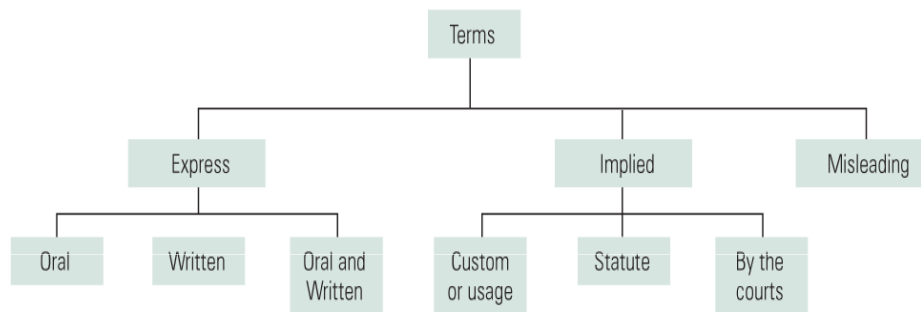 Terms
Express
Implied
Misleading
Oral
Written
Oral and
Written
Custom
or usage
Statute
By the
courts